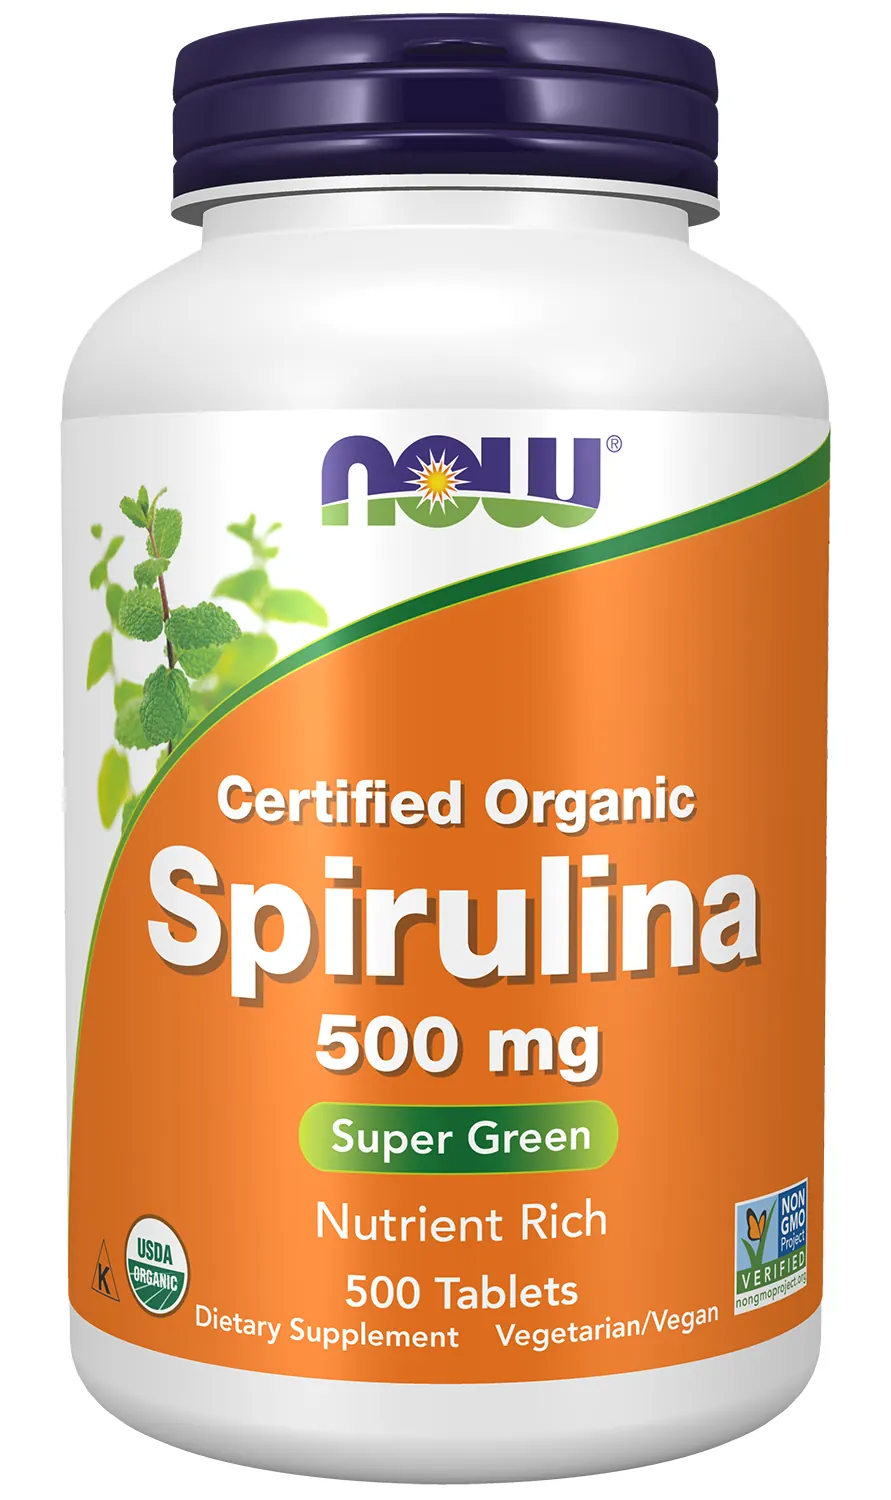 NOW®
Certified Organic
Spirulina
500 mg
Super Green
Nutrient Rich
500 Tablets
Dietary Supplement Vegetarian/Vegan
K
USDA
ORGANIC
NON
GMO
Project
VERIFIED
nongmoproject.org